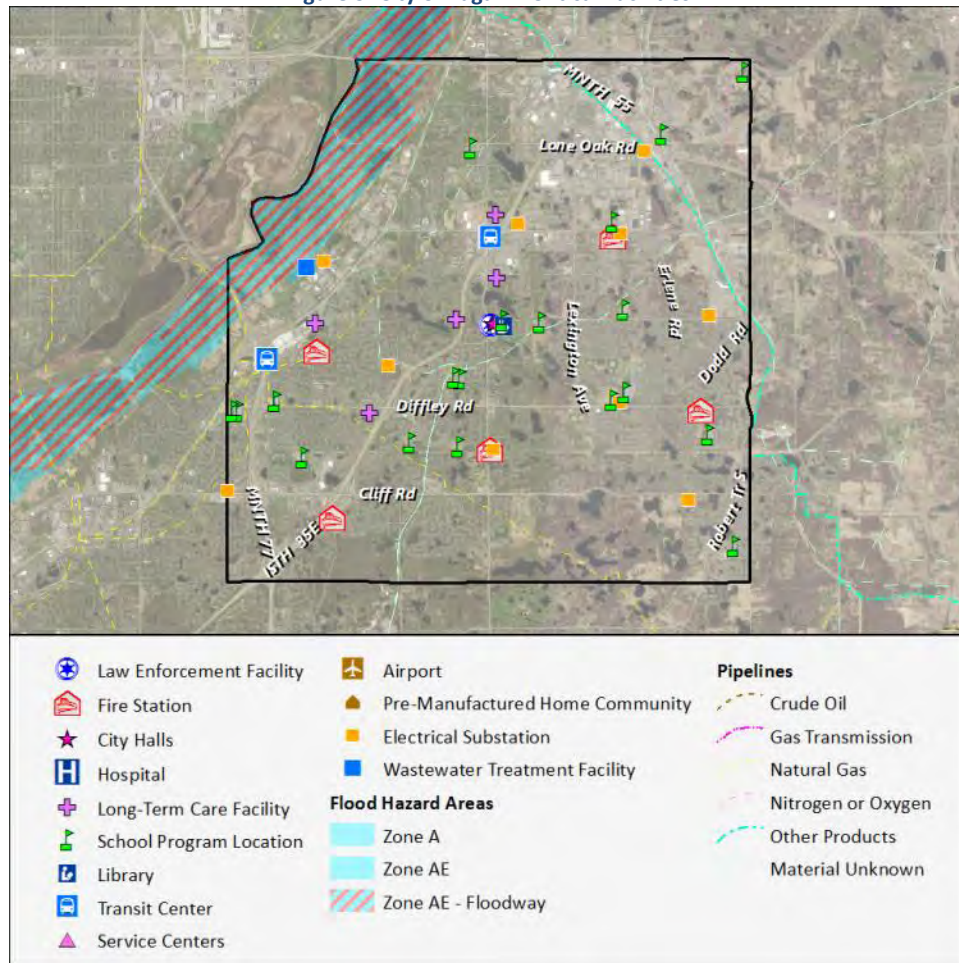 MNTH 55
Lone Oak Rd
Erlene Rd
Lexington Ave
Dodd Rd
Diffley Rd
Cliff Rd
MNTH 77
ISTH 35E
Robert Tr S
Law Enforcement Facility
Fire Station
City Halls
H Hospital
Long-Term Care Facility
School Program Location
Library
Transit Center
Service Centers
Airport
Pre-Manufactured Home Community
Electrical Substation
Wastewater Treatment Facility
Flood Hazard Areas
Zone A
Zone AE
Zone AE - Floodway
Pipelines
Crude Oil
Gas Transmission
Natural Gas
Nitrogen or Oxygen
Other Products
Material Unknown